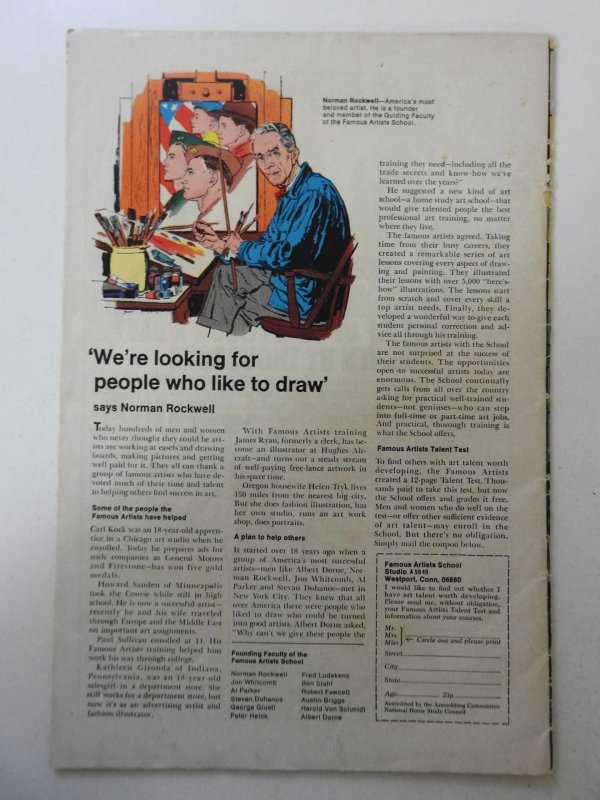 Norman Rockwell—America's most
beloved artist. He is a founder
and member of the Guiding Faculty
of the Famous Artists School.
'We're looking for
people who like to draw'
says Norman Rockwell
Today hundreds of men and women
who never thought they could be art-
ists are working at easels and drawing
boards, making pictures and getting
well paid for it. They all can thank a
group of famous artists who have de-
voted much of their time and talent
to helping others find success in art.
Some of the people the
Famous Artists have helped
Carl Kock was an 18-year-old appren-
tice in a Chicago art studio when he
enrolled. Today he prepares ads for
such companies as General Motors
and Firestone—has won five gold
medals.
Howard Sanden of Minneapolis
took the Course while still in high
school. He is now a successful artist—
recently he and his wife traveled
through Europe and the Middle East
on important art assignments.
Paul Sullivan enrolled at 14. His
Famous Artists training helped him
work his way through college.
Kathleen Gironda of Indiana,
Pennsylvania, was an 18-year-old
salesgirl in a department store. She
still works for a department store, but
now it's as an advertising artist and
fashion illustrator.
With Famous Artists training
James Ryan, formerly a clerk, has be-
come an illustrator at Hughes Air-
craft—and turns out a steady stream
of well-paying free-lance artwork in
his spare time.
Oregon housewife Helen Tryk lives
150 miles from the nearest big city.
But she does fashion illustration, has
her own studio, runs an art work
shop, does portraits.
A plan to help others
It started over 18 years ago when a
group of America's most successful
artists—men like Albert Dorne, Nor-
man Rockwell, Jon Whitcomb, Al
Parker and Stevan Dohanos—met in
New York City. They knew that all
over America there were people who
liked to draw who could be turned
into good artists. Albert Dorne asked,
"Why can't we give these people the
Founding Faculty of the
Famous Artists School
Norman Rockwell
Jon Whitcomb
Al Parker
Stevan Dohanos
George Giusti
Peter Helck
Fred Ludekens
Ben Stahl
Robert Fawcett
Austin Briggs
Harold Von Schmidt
Albert Dorne
training they need—including all the
trade secrets and know-how we've
learned over the years?"
He suggested a new kind of art
school—a home study art school—that
would give talented people the best
professional art training, no matter
where they live.
The famous artists agreed. Taking
time from their busy careers, they
created a remarkable series of art
lessons covering every aspect of draw-
ing and painting. They illustrated
their lessons with over 5,000 "here's-
how" illustrations. The lessons start
from scratch and cover every skill a
top artist needs. Finally, they de-
veloped a wonderful way to give each
student personal correction and ad-
vice all through his training.
The famous artists with the School
are not surprised at the success of
their students. The opportunities
open to successful artists today are
enormous. The School continually
gets calls from all over the country
asking for practical well-trained stu-
dents—not geniuses—who can step
into full-time or part-time art jobs.
And practical, thorough training is
what the School offers.
Famous Artists Talent Test
To find others with art talent worth
developing, the Famous Artists
created a 12-page Talent Test. Thou-
sands paid to take this test, but now
the School offers and grades it free.
Men and women who do well on the
test—or offer other sufficient evidence
of art talent—may enroll in the
School. But there's no obligation.
Simply mail the coupon below.
Famous Artists School
Studio A5949
Westport, Conn. 06880
I would like to find out whether I
have art talent worth developing.
Please send me, without obligation,
your Famous Artists Talent Test and
information about your courses.
Mr.
Mrs.
Miss ← Circle one and please print
Street
City
State
Age Zip
Accredited by the Accrediting Commission
National Home Study Council